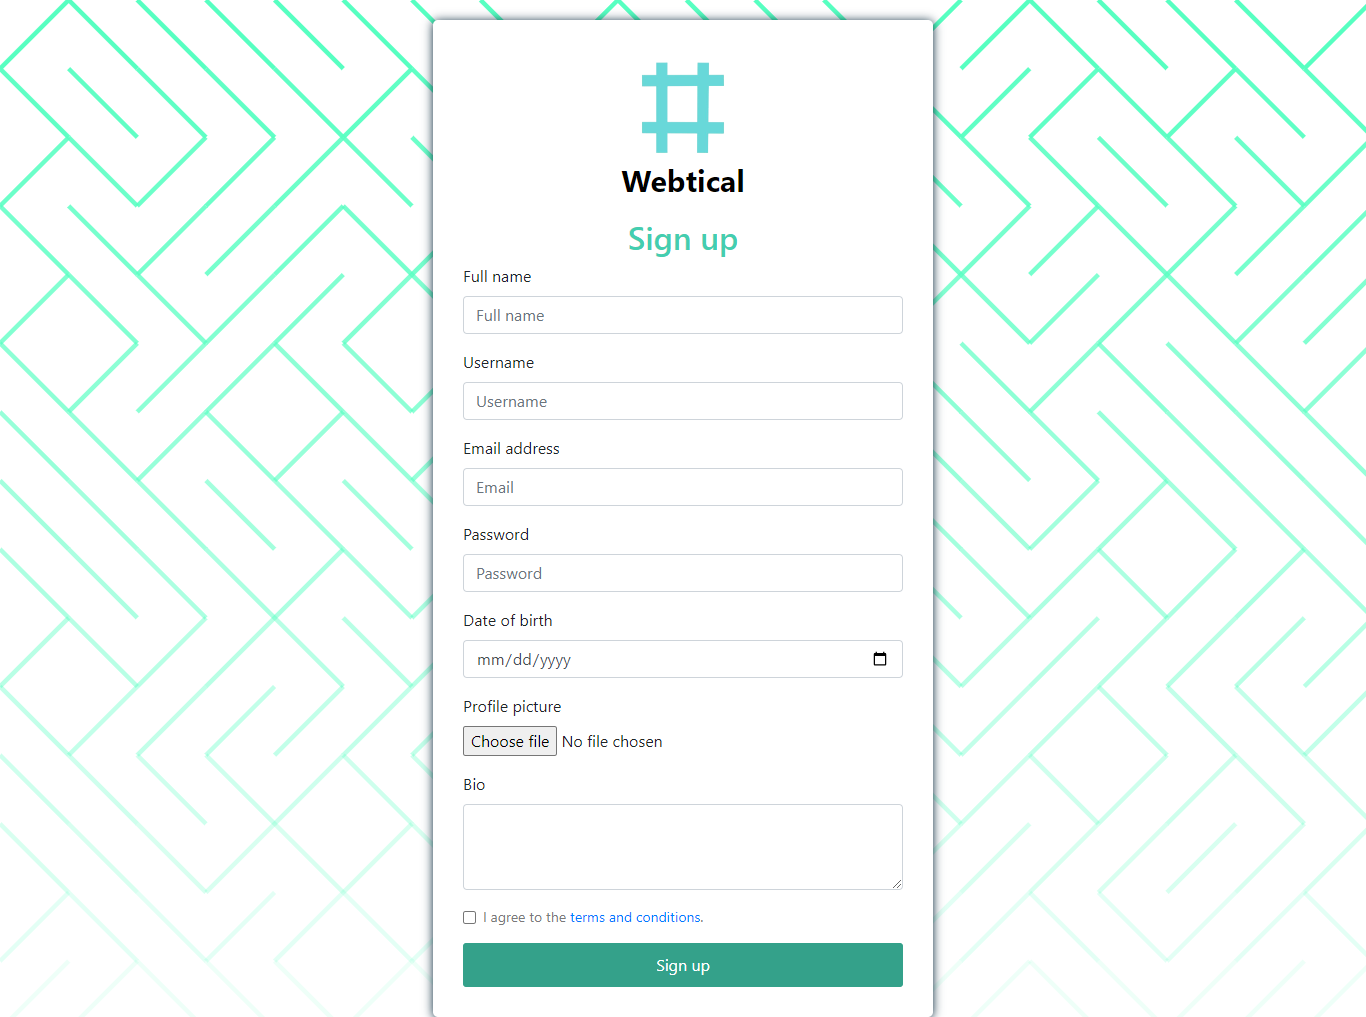 Webtical
Sign up
Full name
Full name
Username
Username
Email address
Email
Password
Password
Date of birth
mm/dd/yyyy
Profile picture
Choose file No file chosen
Bio
I agree to the terms and conditions.
Sign up